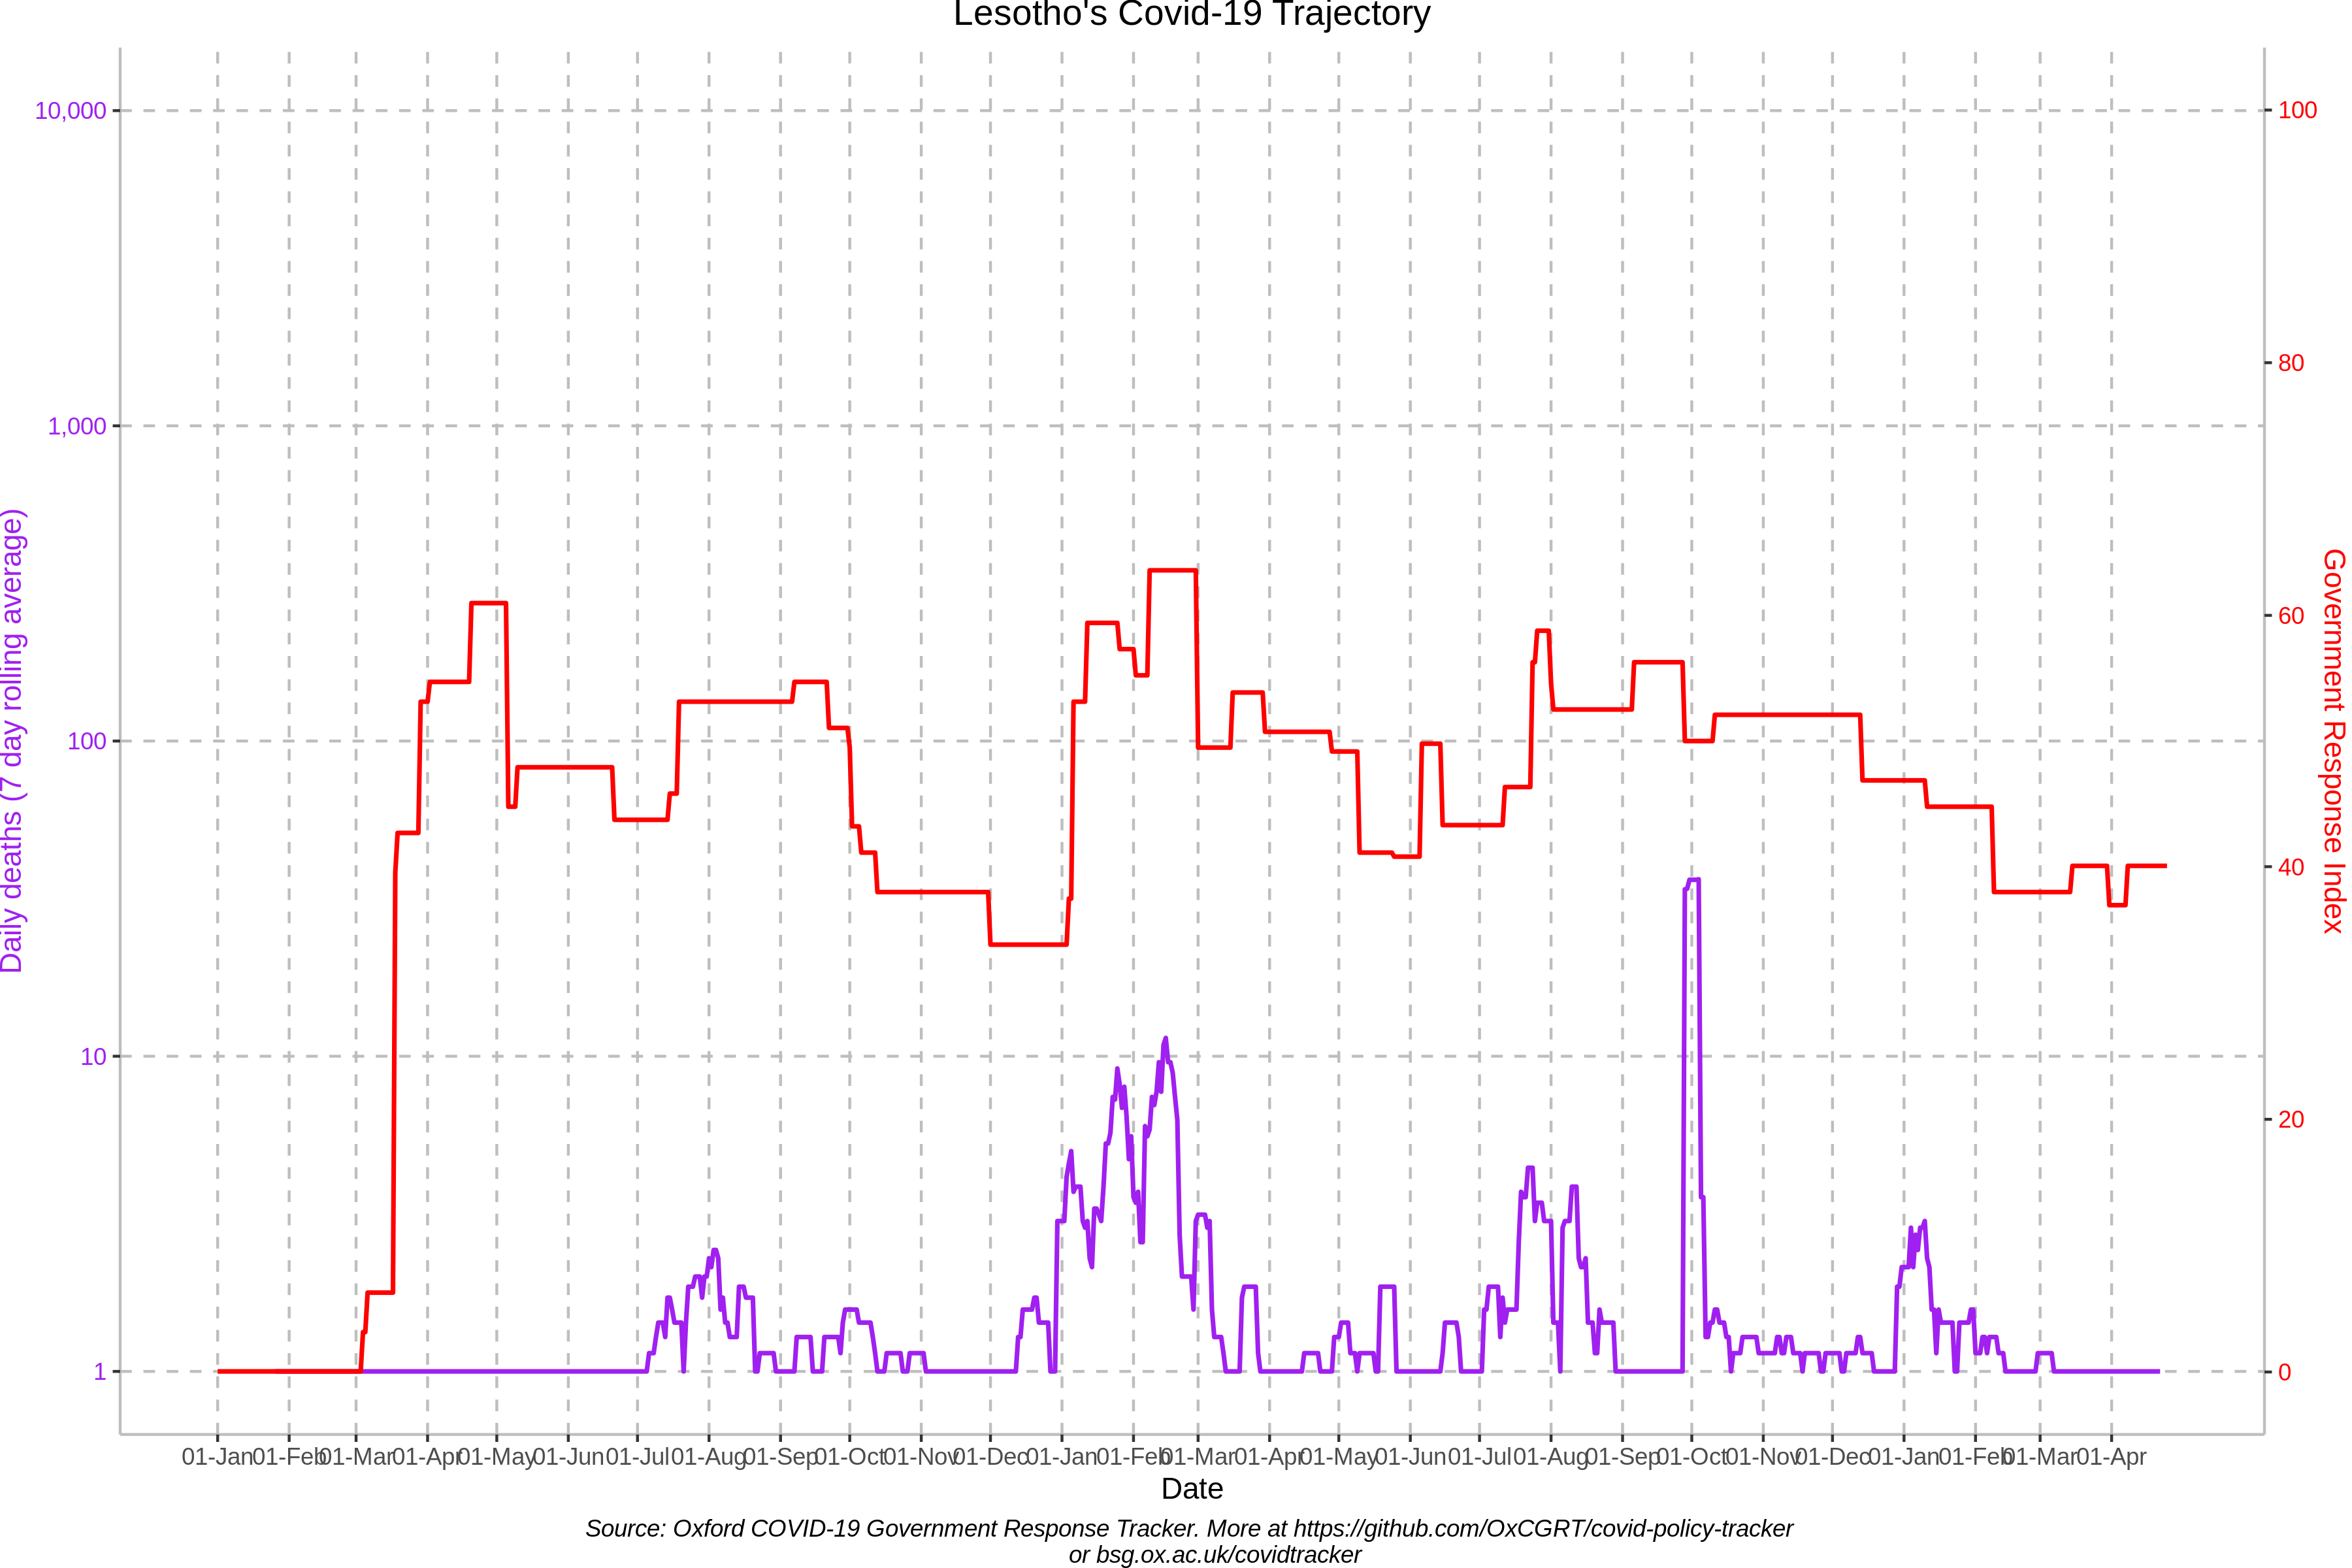 Lesotho's Covid-19 Trajectory
10,000
1,000
100
10
1
Daily deaths (7 day rolling average)
100
80
60
40
20
0
Government Response Index
01-Jan 01-Feb 01-Mar 01-Apr 01-May 01-Jun 01-Jul 01-Aug 01-Sep 01-Oct 01-Nov 01-Dec 01-Jan 01-Feb 01-Mar 01-Apr 01-May 01-Jun 01-Jul 01-Aug 01-Sep 01-Oct 01-Nov 01-Dec 01-Jan 01-Feb 01-Mar 01-Apr
Date
Source: Oxford COVID-19 Government Response Tracker. More at https://github.com/OxCGRT/covid-policy-tracker
or bsg.ox.ac.uk/covidtracker